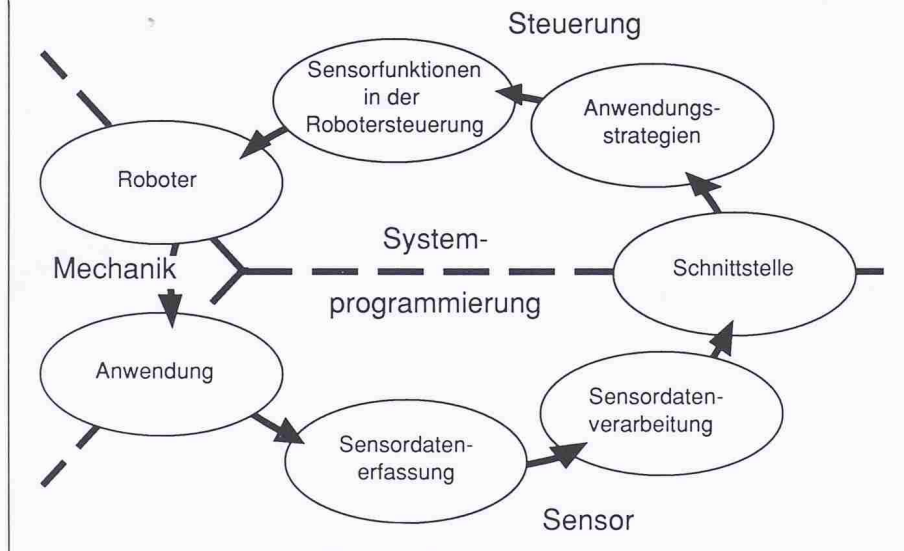 Steuerung
Sensorfunktionen
in der
Robotersteuerung
Anwendungs-
strategien
Roboter
System-
Mechanik
Schnittstelle
programmierung
Anwendung
Sensordaten-
verarbeitung
Sensordaten-
erfassung
Sensor